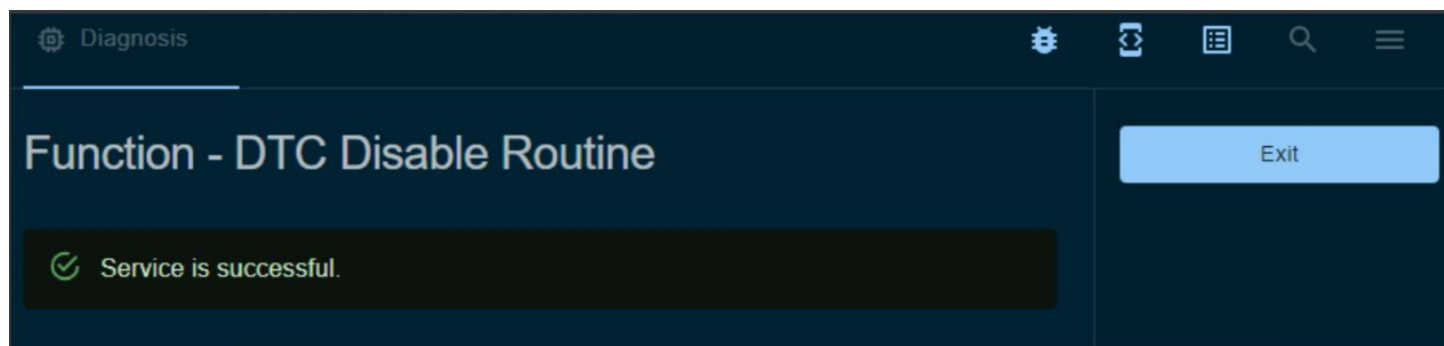 Diagnosis
Function - DTC Disable Routine
Exit
Service is successful.